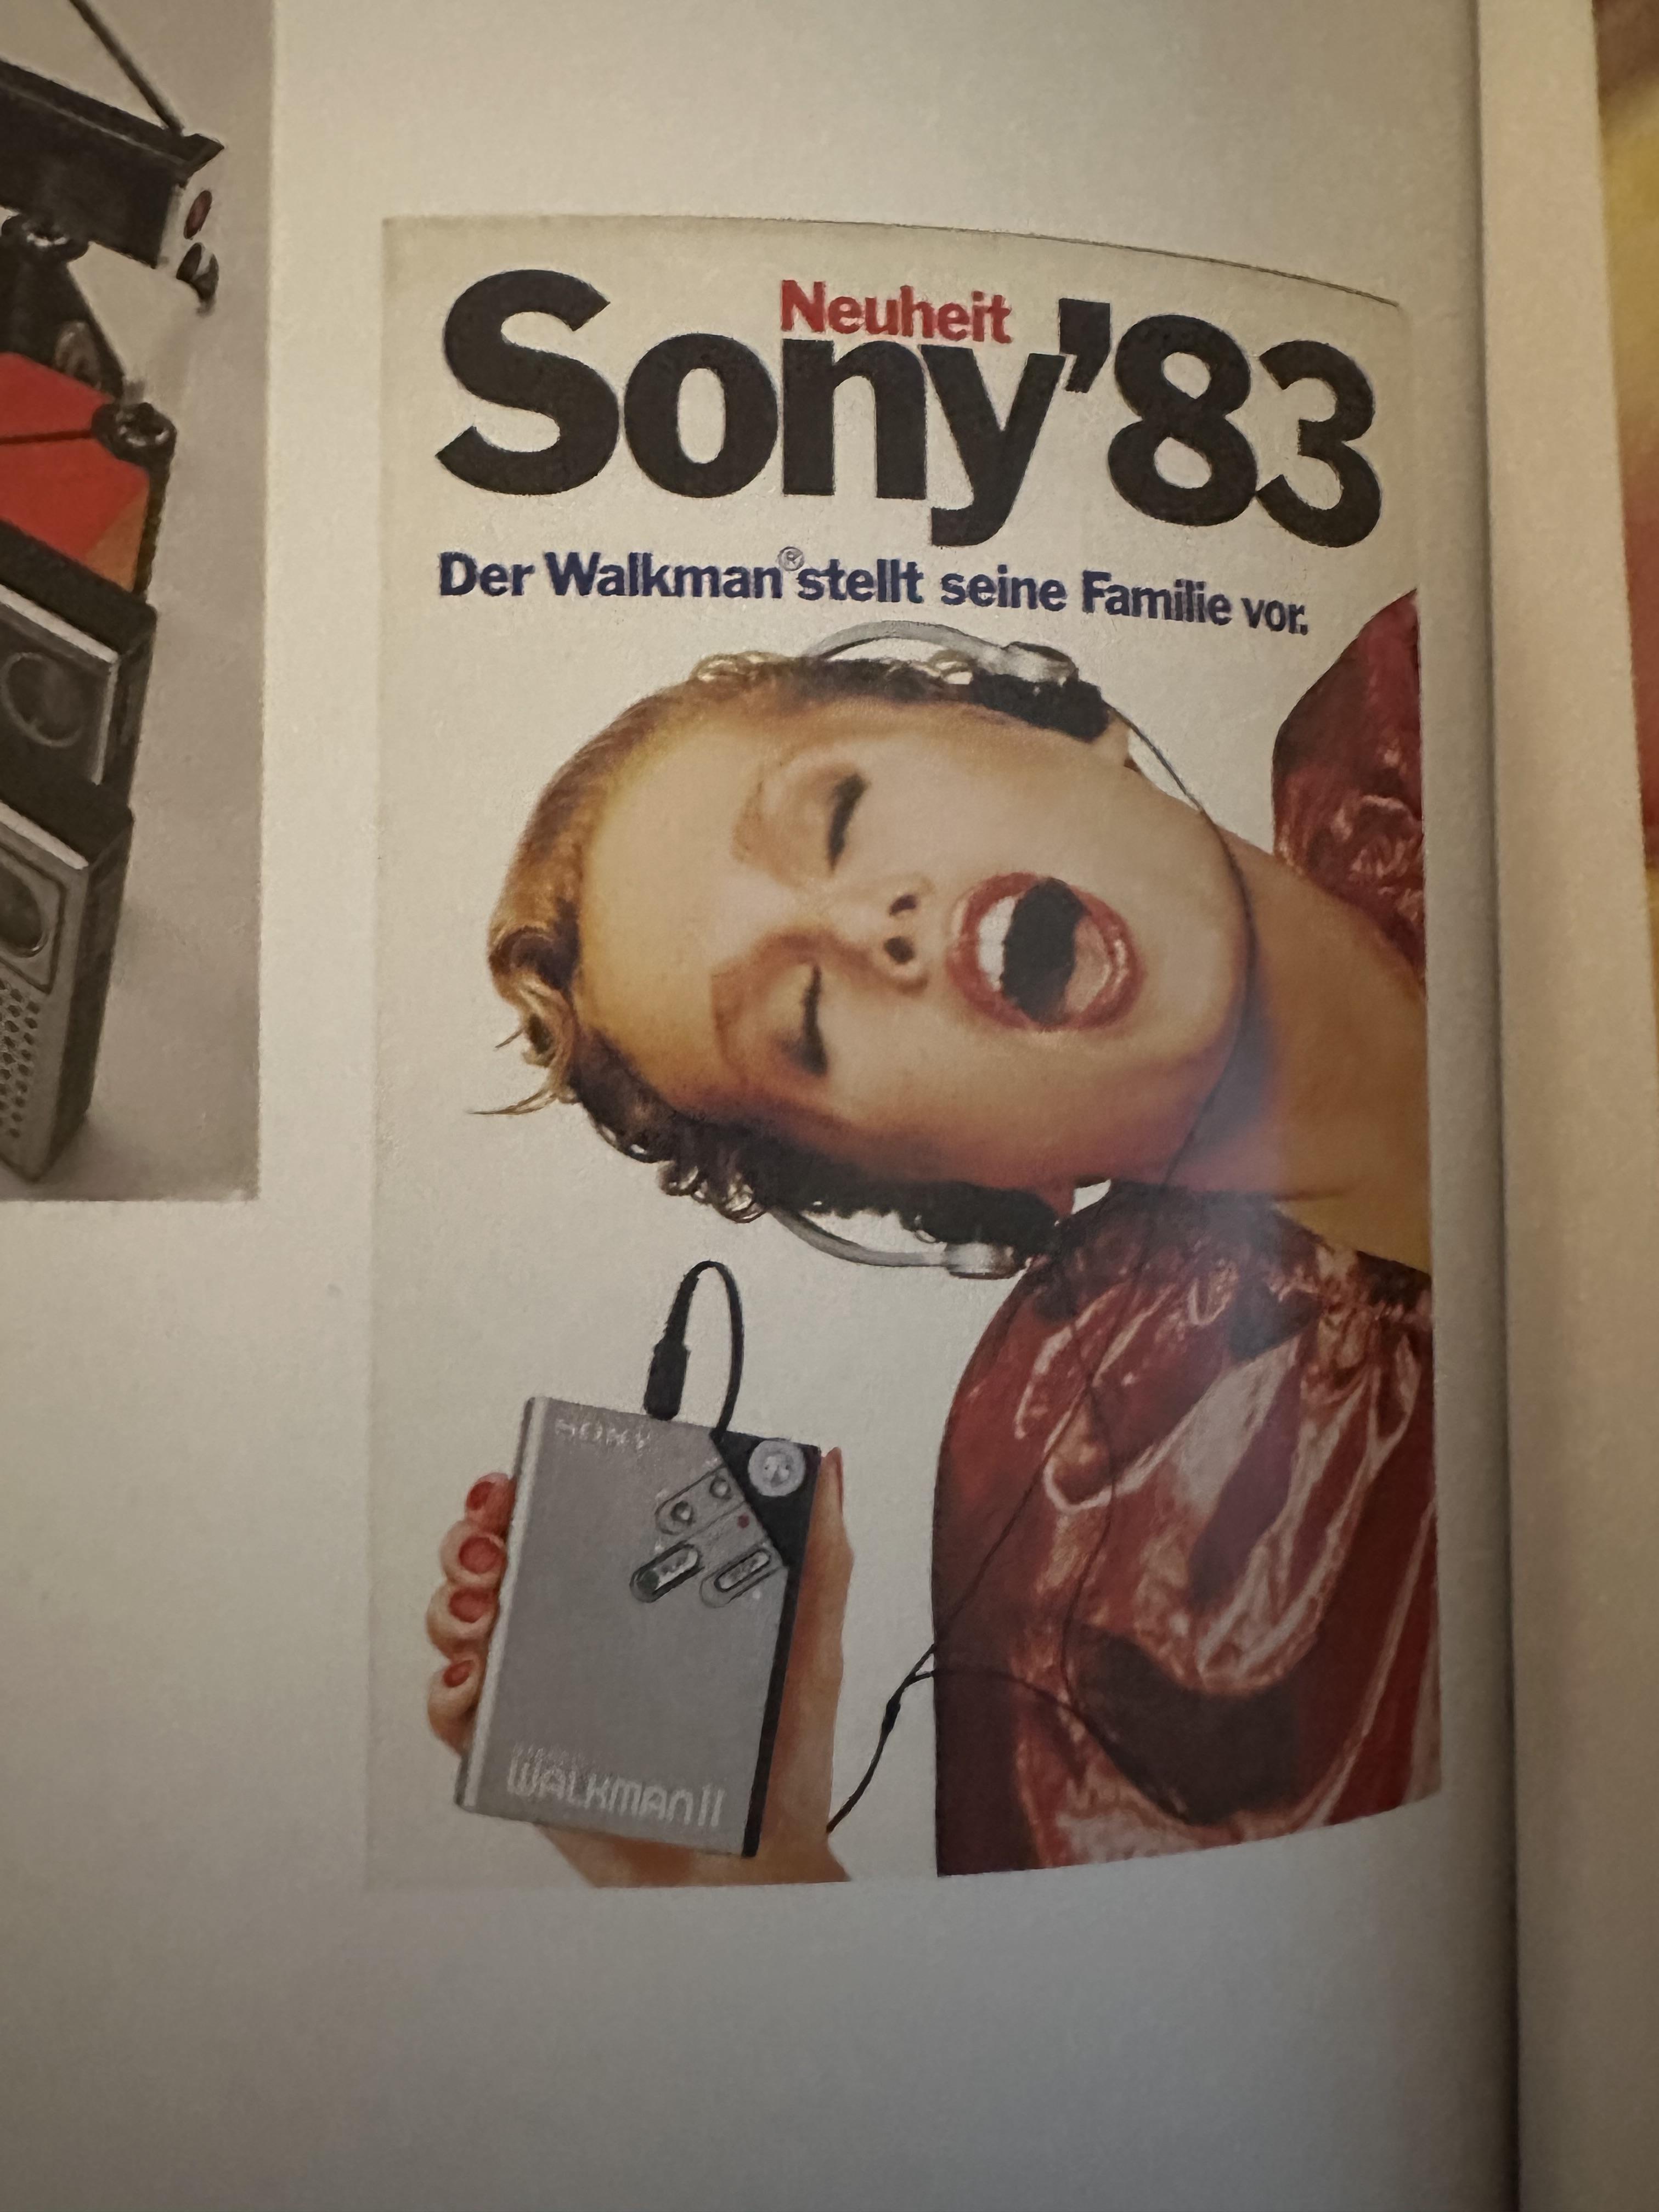 Neuheit
Sony'83
Der Walkman® stellt seine Familie vor.
SONY
WALKMAN II